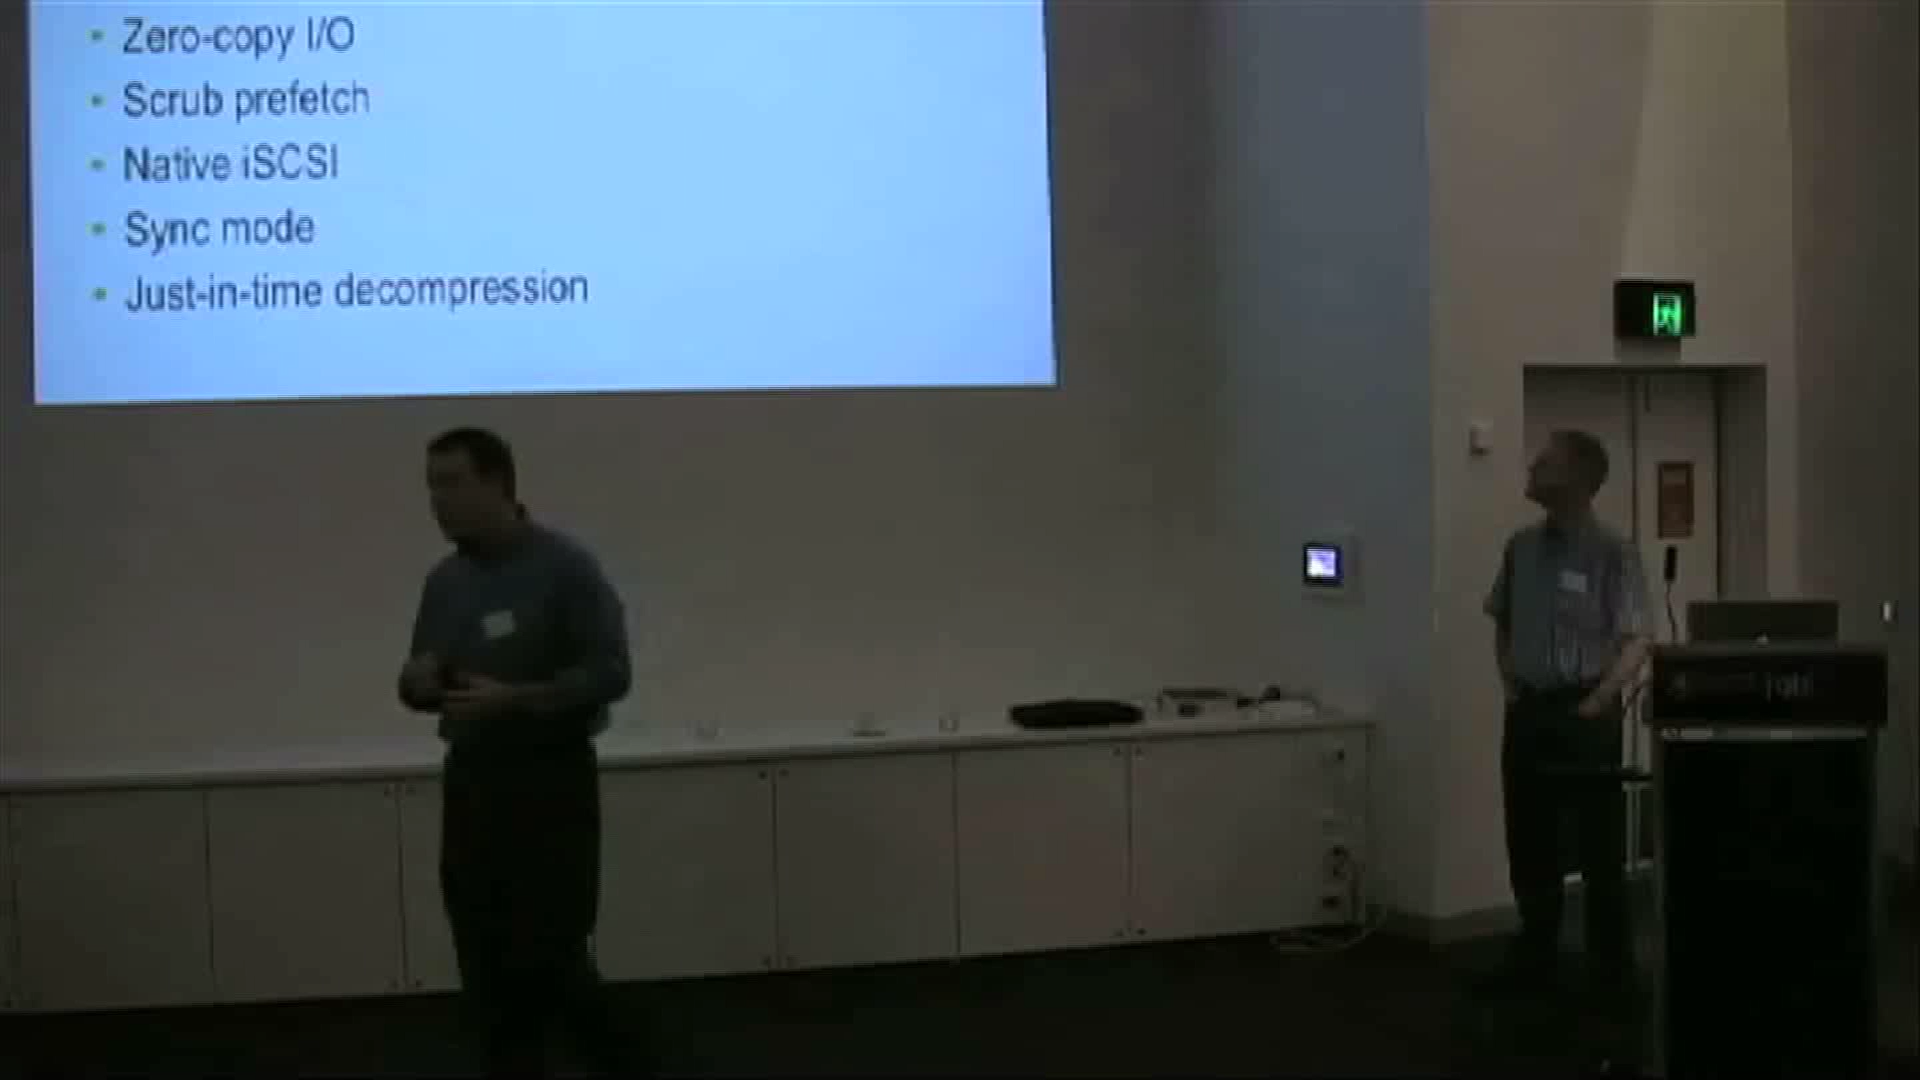 Zero-copy I/O
Scrub prefetch
Native iSCSI
Sync mode
Just-in-time decompression